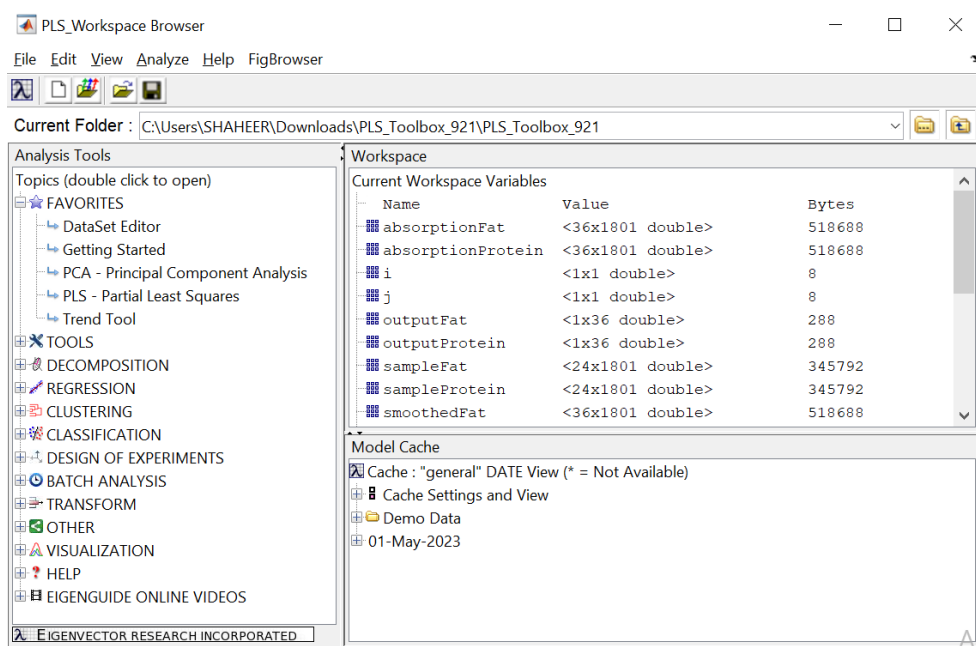 PLS_Workspace Browser
File Edit View Analyze Help FigBrowser
Current Folder : C:\Users\SHAHEER\Downloads\PLS_Toolbox_921\PLS_Toolbox_921
Analysis Tools
Topics (double click to open)
FAVORITES
DataSet Editor
Getting Started
PCA - Principal Component Analysis
PLS - Partial Least Squares
Trend Tool
TOOLS
DECOMPOSITION
REGRESSION
CLUSTERING
CLASSIFICATION
DESIGN OF EXPERIMENTS
BATCH ANALYSIS
TRANSFORM
OTHER
VISUALIZATION
HELP
EIGENGUIDE ONLINE VIDEOS
EIGENVECTOR RESEARCH INCORPORATED
Workspace
Current Workspace Variables
Name Value Bytes
absorptionFat <36x1801 double> 518688
absorptionProtein <36x1801 double> 518688
i <1x1 double> 8
j <1x1 double> 8
outputFat <1x36 double> 288
outputProtein <1x36 double> 288
sampleFat <24x1801 double> 345792
sampleProtein <24x1801 double> 345792
smoothedFat <36x1801 double> 518688
Model Cache
Cache : "general" DATE View (* = Not Available)
Cache Settings and View
Demo Data
01-May-2023
A